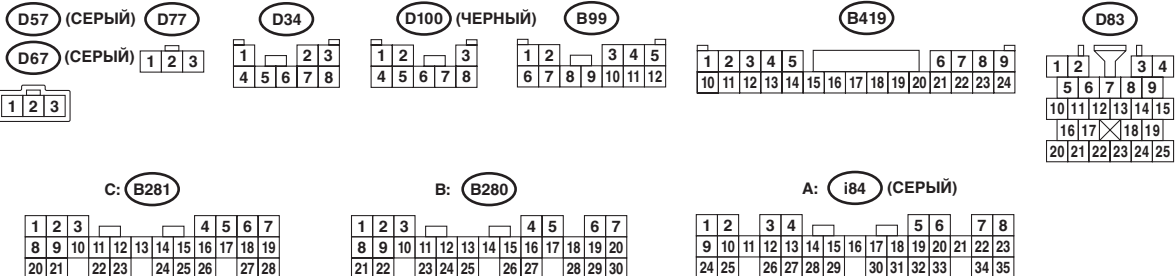 D57 (СЕРЫЙ) D77 D34 D100 (ЧЕРНЫЙ) B99 B419 D83
D67 (СЕРЫЙ)
1 2 3
1 2 3
1 2 3
4 5 6 7 8
1 2 3
4 5 6 7 8
1 2 3 4 5
6 7 8 9 10 11 12
1 2 3 4 5 6 7 8 9
10 11 12 13 14 15 16 17 18 19 20 21 22 23 24
1 2 3 4
5 6 7 8 9
10 11 12 13 14 15
16 17 18 19
20 21 22 23 24 25
C: B281 B: B280 A: i84 (СЕРЫЙ)
1 2 3 4 5 6 7
8 9 10 11 12 13 14 15 16 17 18 19
20 21 22 23 24 25 26 27 28
1 2 3 4 5 6 7
8 9 10 11 12 13 14 15 16 17 18 19 20
21 22 23 24 25 26 27 28 29 30
1 2 3 4 5 6 7 8
9 10 11 12 13 14 15 16 17 18 19 20 21 22 23
24 25 26 27 28 29 30 31 32 33 34 35